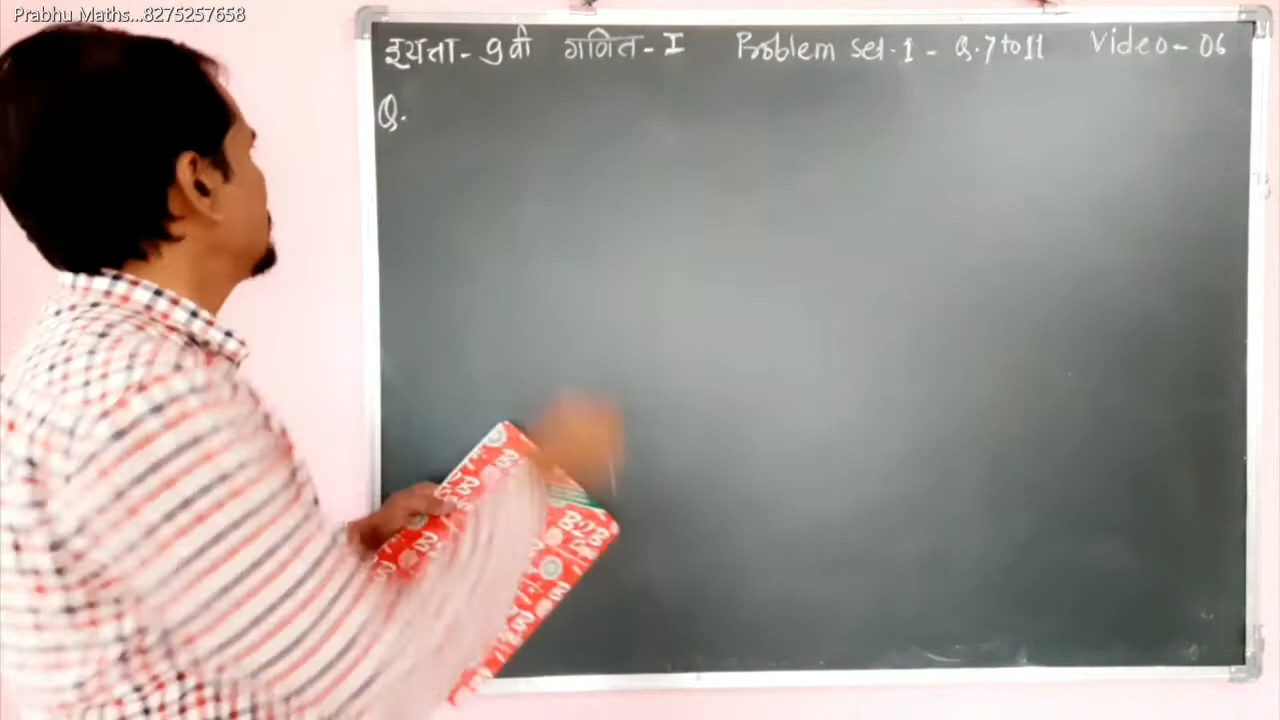 Prabhu Maths...8275257658
इयत्ता - 9 वी गणित - I Problem set - 1 - Q. 7 to 11 Video - 06
Q.